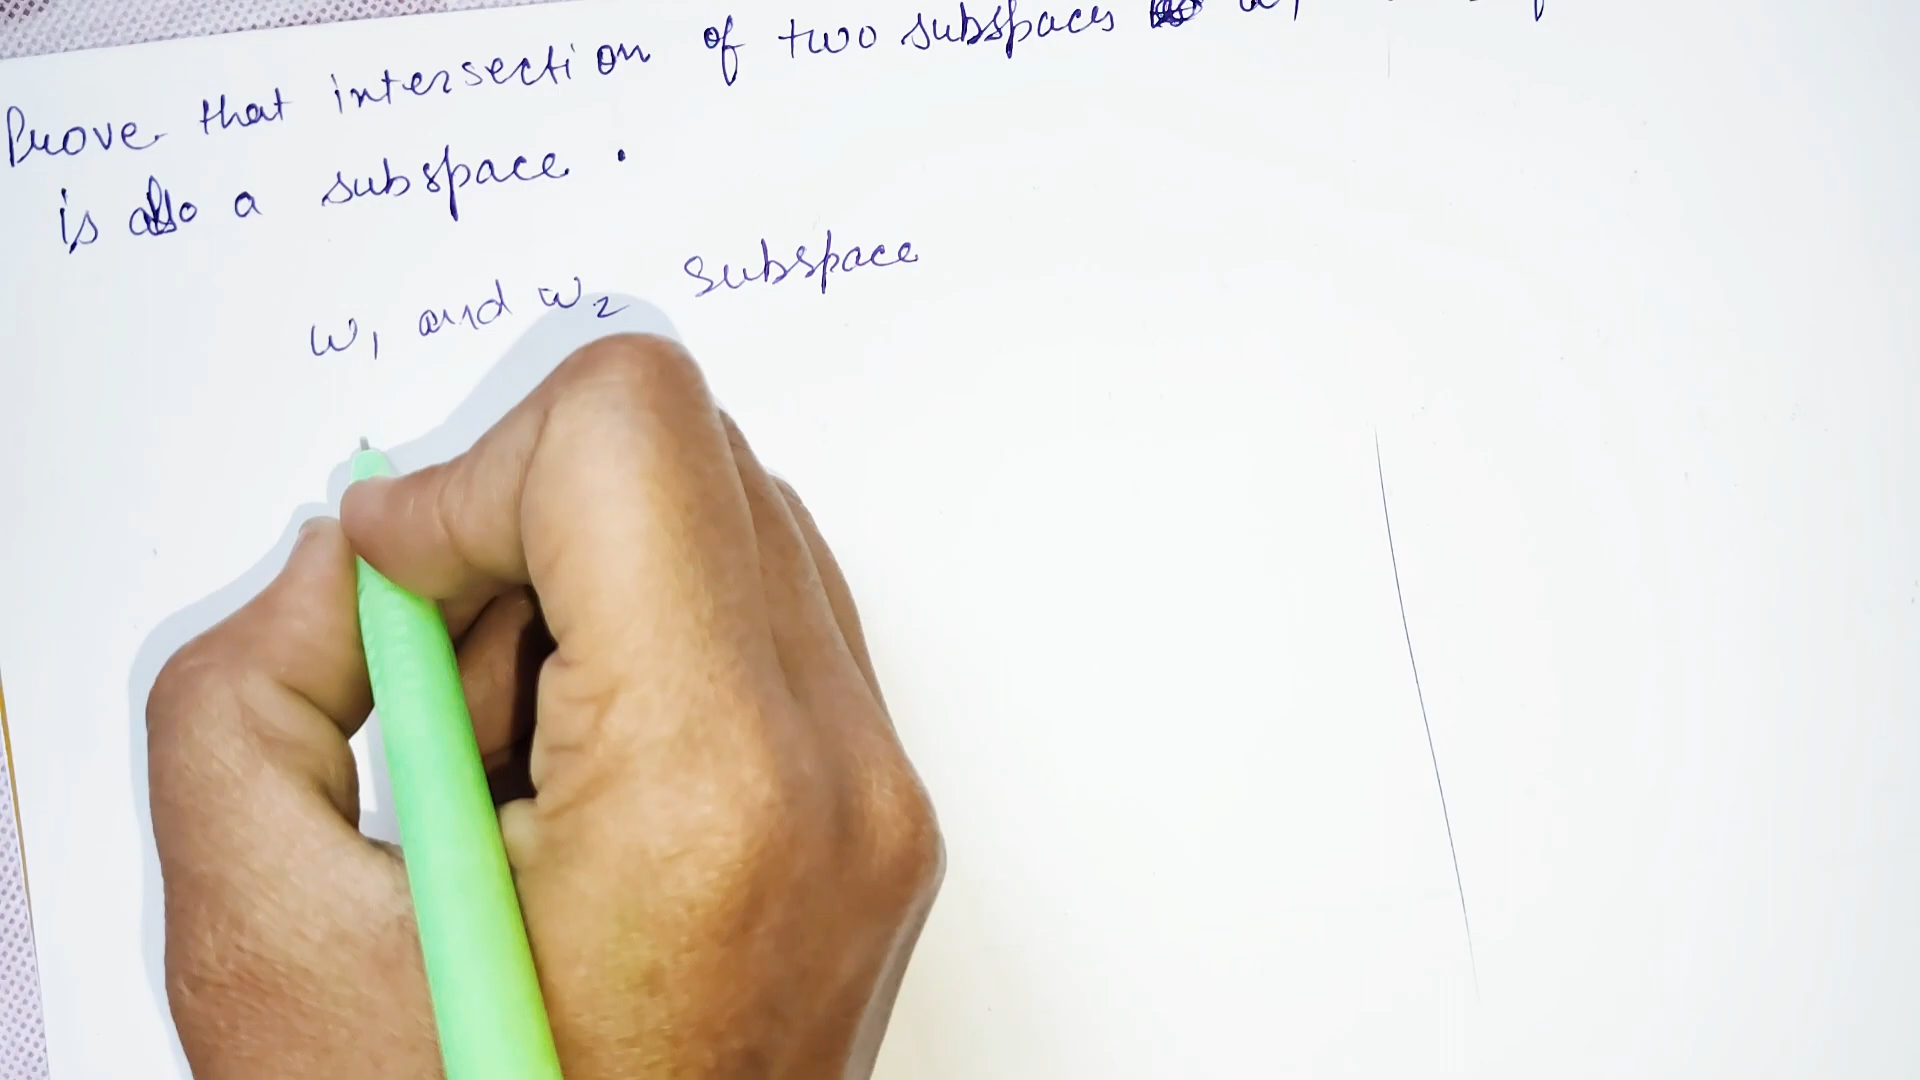 Prove that intersection of two subspaces
is also a subspace.
W1 and W2 subspace